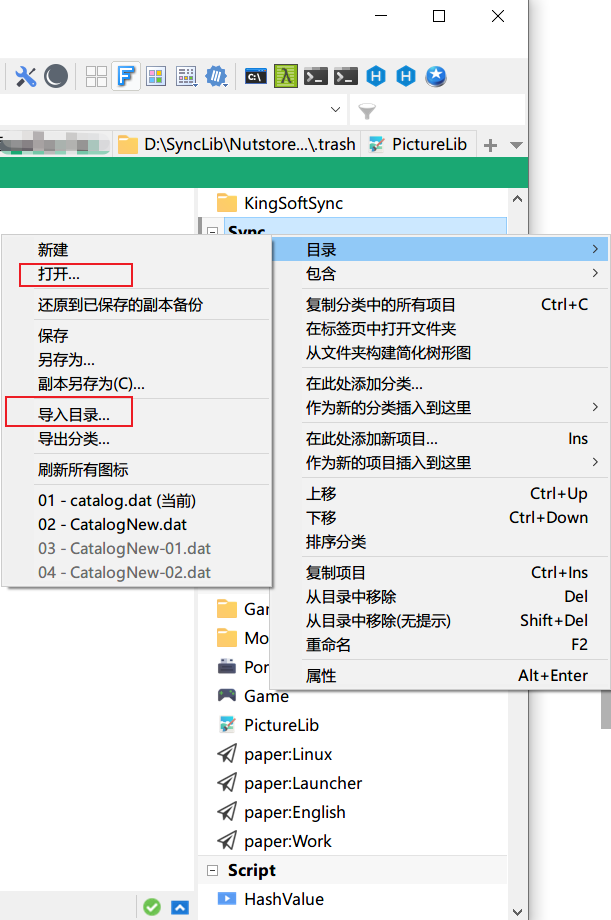 C:\
D:\SyncLib\Nutstore...\.trash
PictureLib
KingSoftSync
Sync
新建
打开...
还原到已保存的副本备份
保存
另存为...
副本另存为(C)...
导入目录...
导出分类...
刷新所有图标
01 - catalog.dat (当前)
02 - CatalogNew.dat
03 - CatalogNew-01.dat
04 - CatalogNew-02.dat
目录
包含
复制分类中的所有项目 Ctrl+C
在标签页中打开文件夹
从文件夹构建简化树形图
在此处添加分类...
作为新的分类插入到这里
在此处添加新项目... Ins
作为新的项目插入到这里
上移 Ctrl+Up
下移 Ctrl+Down
排序分类
复制项目 Ctrl+Ins
从目录中移除 Del
从目录中移除(无提示) Shift+Del
重命名 F2
属性 Alt+Enter
Game
PictureLib
paper:Linux
paper:Launcher
paper:English
paper:Work
Script
HashValue